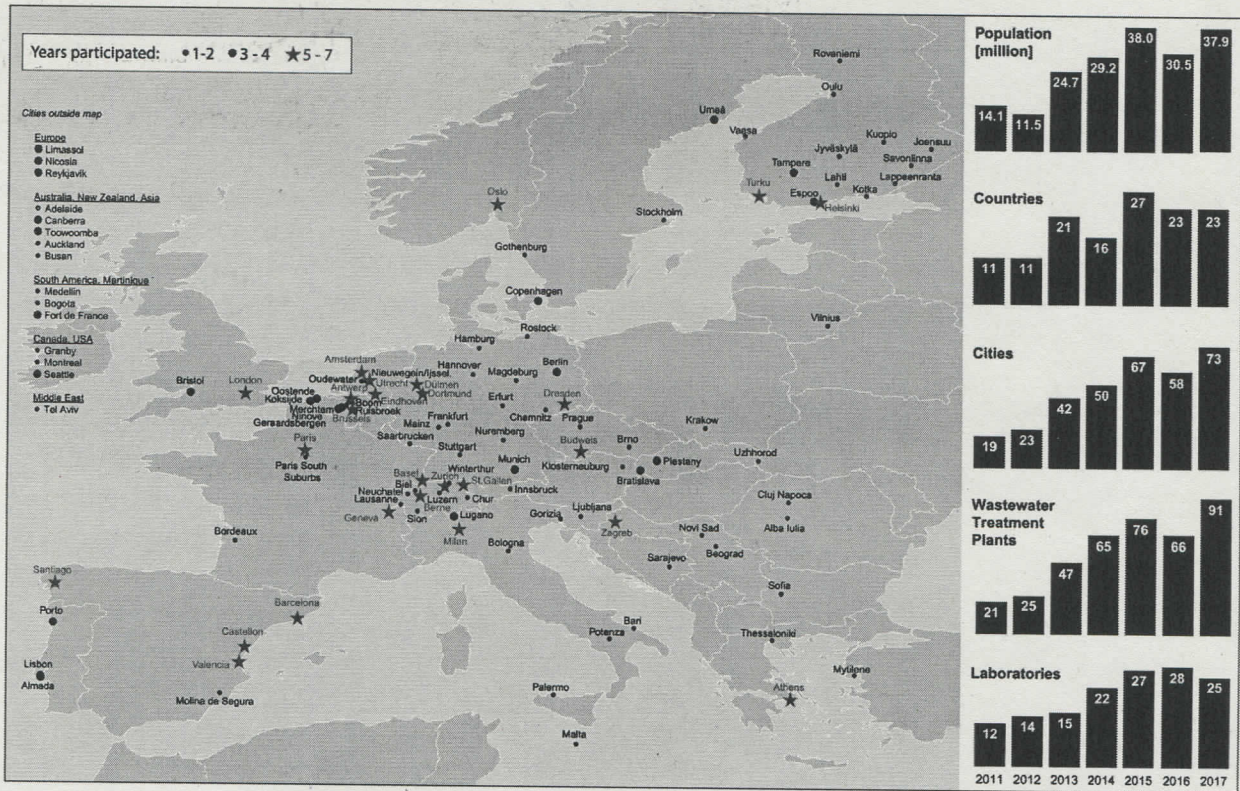 Years participated: 1-2 3 - 4 5 - 7
Cities outside map
Europe
Limassol
Nicosia
Reykjavik
Australia, New Zealand, Asia
Adelaide
Canberra
Toowoomba
Auckland
Busan
South America, Martinique
Medellin
Bogota
Fort de France
Canada, USA
Granby
Montreal
Seattle
Middle East
Tel Aviv
Rovaniemi
Oulu
Umeå
Vaasa
Kuopio
Joensuu
Jyväskylä
Savonlinna
Tampere
Lahti
Lappeenranta
Turku
Espoo
Kotka
Helsinki
Oslo
Stockholm
Gothenburg
Copenhagen
Vilnius
Rostock
Hamburg
Amsterdam
Nieuwegein/Ijssel.
Hannover
Berlin
Oudewater
Utrecht
Dulmen
Magdeburg
Bristol
London
Oostende
Antwerp
Dortmund
Koksijde
Boom
Eindhoven
Erfurt
Dresden
Merchtem
Ruisbroek
Chemnitz
Ninove
Brussels
Frankfurt
Prague
Geraardsbergen
Mainz
Krakow
Nuremberg
Saarbrucken
Budweis
Brno
Paris
Stuttgart
Uzhorod
Paris South
Suburbs
Munich
Klosterneuburg
Piestany
Bratislava
Basel
Zurich
Winterthur
St.Gallen
Innsbruck
Neuchatel
Biel
Luzern
Chur
Cluj Napoca
Lausanne
Berne
Ljubljana
Geneva
Sion
Lugano
Gorizia
Zagreb
Alba Iulia
Milan
Novi Sad
Bordeaux
Bologna
Beograd
Sarajevo
Santiago
Sofia
Porto
Barcelona
Bari
Castellon
Potenza
Thessaloniki
Lisbon
Valencia
Almada
Mytilene
Molina de Segura
Palermo
Athens
Malta
Population
[million]
14.1 11.5 24.7 29.2 38.0 30.5 37.9
Countries
11 11 21 16 27 23 23
Cities
19 23 42 50 67 58 73
Wastewater
Treatment
Plants
21 25 47 65 76 66 91
Laboratories
12 14 15 22 27 28 25
2011 2012 2013 2014 2015 2016 2017